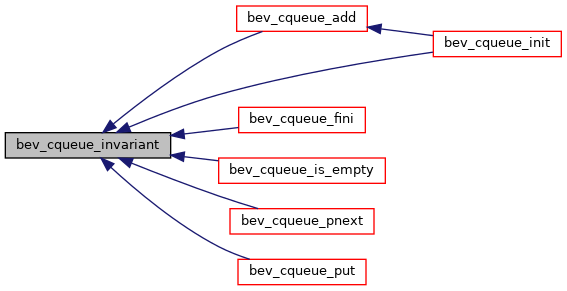 bev_cqueue_add
bev_cqueue_init
bev_cqueue_fini
bev_cqueue_invariant
bev_cqueue_is_empty
bev_cqueue_pnext
bev_cqueue_put